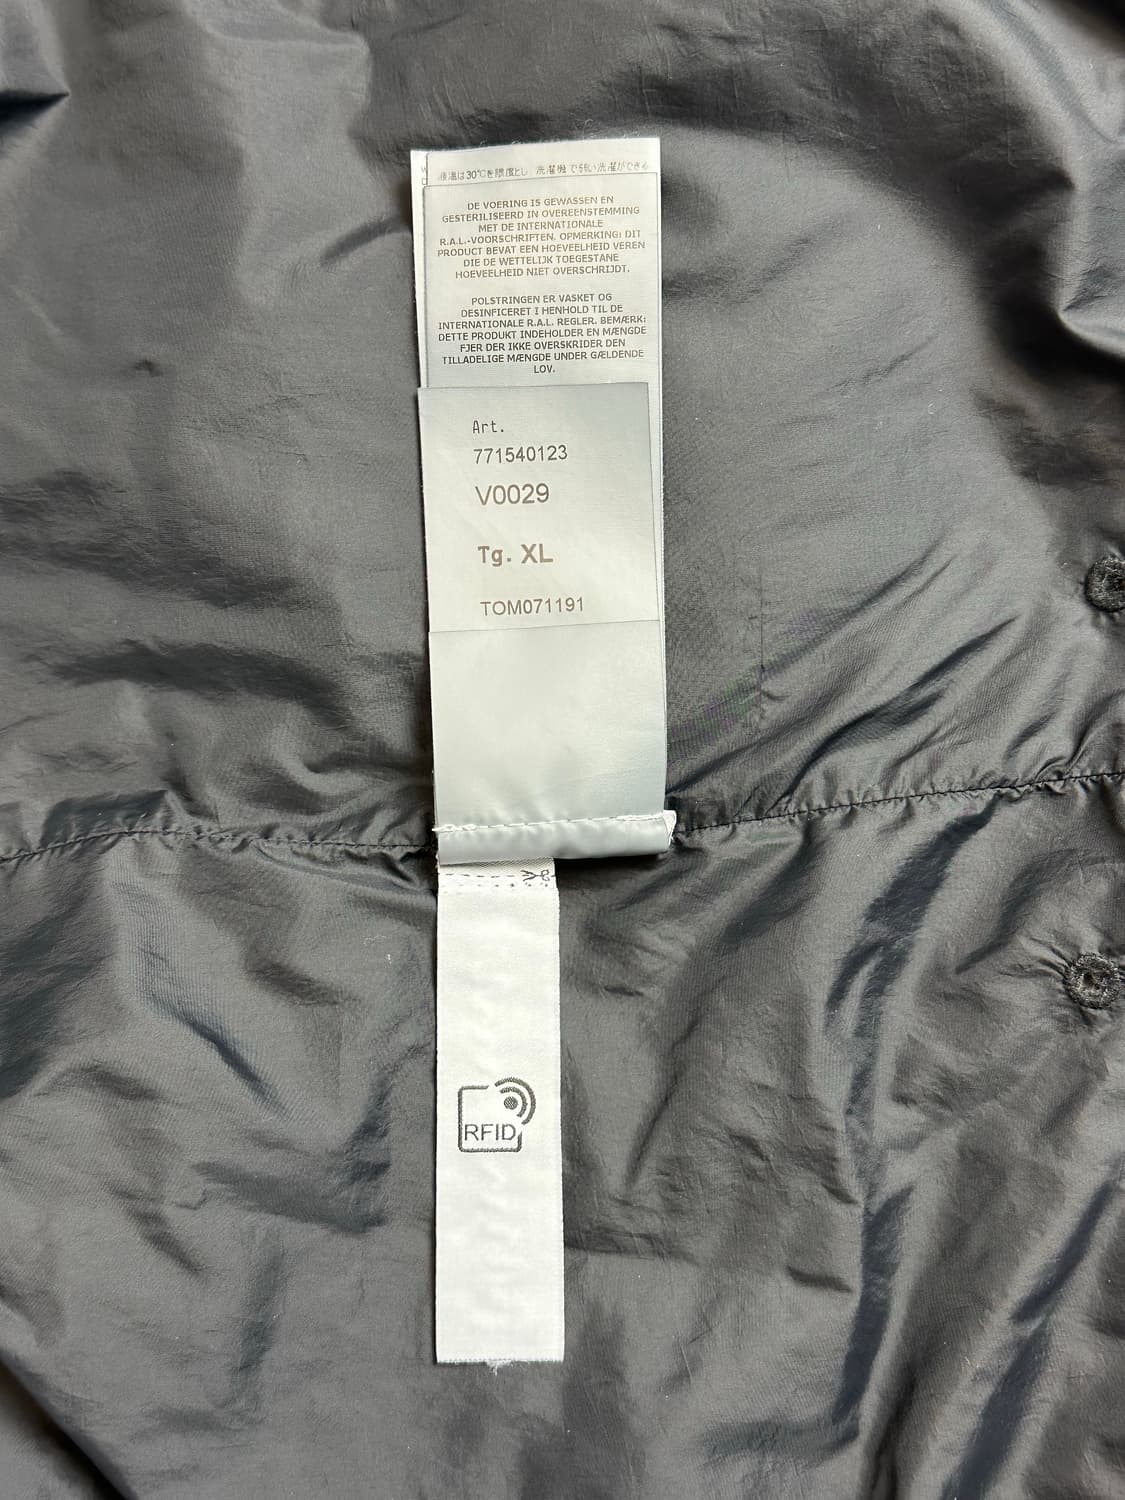 液温は30℃を限度とし 洗濯機で弱い洗濯ができる
DE VOERING IS GEWASSEN EN
GESTERILISEERD IN OVEREENSTEMMING
MET DE INTERNATIONALE
R.A.L.-VOORSCHRIFTEN. OPMERKING: DIT
PRODUCT BEVAT EEN HOEVEELHEID VEREN
DIE DE WETTELIJK TOEGESTANE
HOEVEELHEID NIET OVERSCHRIJDT.
POLSTRINGEN ER VASKET OG
DESINFICERET I HENHOLD TIL DE
INTERNATIONALE R.A.L. REGLER. BEMÆRK:
DETTE PRODUKT INDEHOLDER EN MÆNGDE
FJER DER IKKE OVERSKRIDER DEN
TILLADELIGE MÆNGDE UNDER GÆLDENDE
LOV.
Art.
771540123
V0029
Tg. XL
TOM071191
RFID